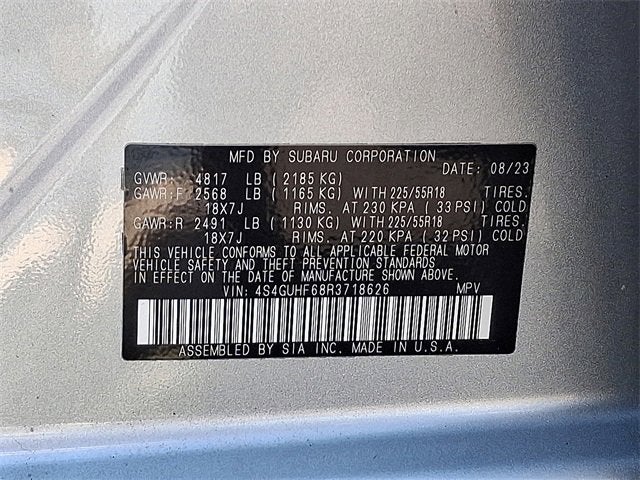 MFD BY SUBARU CORPORATION
GVWR: 4817 LB (2185 KG) DATE: 08/23
GAWR:F 2568 LB (1165 KG) WITH 225/55R18 TIRES.
18X7J RIMS. AT 230 KPA (33 PSI) COLD
GAWR:R 2491 LB (1130 KG) WITH 225/55R18 TIRES.
18X7J RIMS. AT 220 KPA (32 PSI) COLD
THIS VEHICLE CONFORMS TO ALL APPLICABLE FEDERAL MOTOR
VEHICLE SAFETY AND THEFT PREVENTION STANDARDS
IN EFFECT ON THE DATE OF MANUFACTURE SHOWN ABOVE.
VIN: 4S4GUHF68R3718626 MPV
ASSEMBLED BY SIA INC. MADE IN U.S.A.